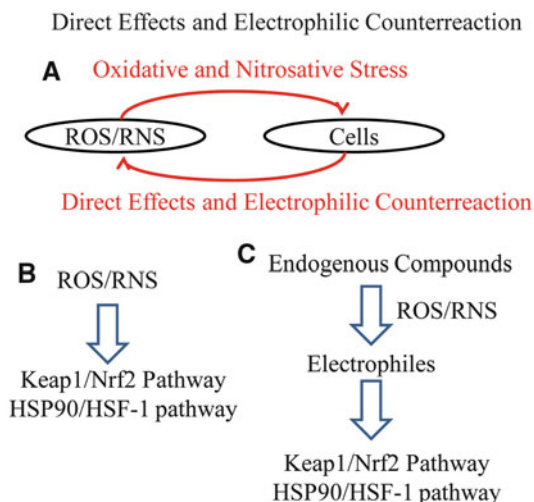 Direct Effects and Electrophilic Counterreaction
A
Oxidative and Nitrosative Stress
ROS/RNS
Cells
Direct Effects and Electrophilic Counterreaction
B
ROS/RNS
Keap1/Nrf2 Pathway
HSP90/HSF-1 pathway
C
Endogenous Compounds
ROS/RNS
Electrophiles
Keap1/Nrf2 Pathway
HSP90/HSF-1 pathway